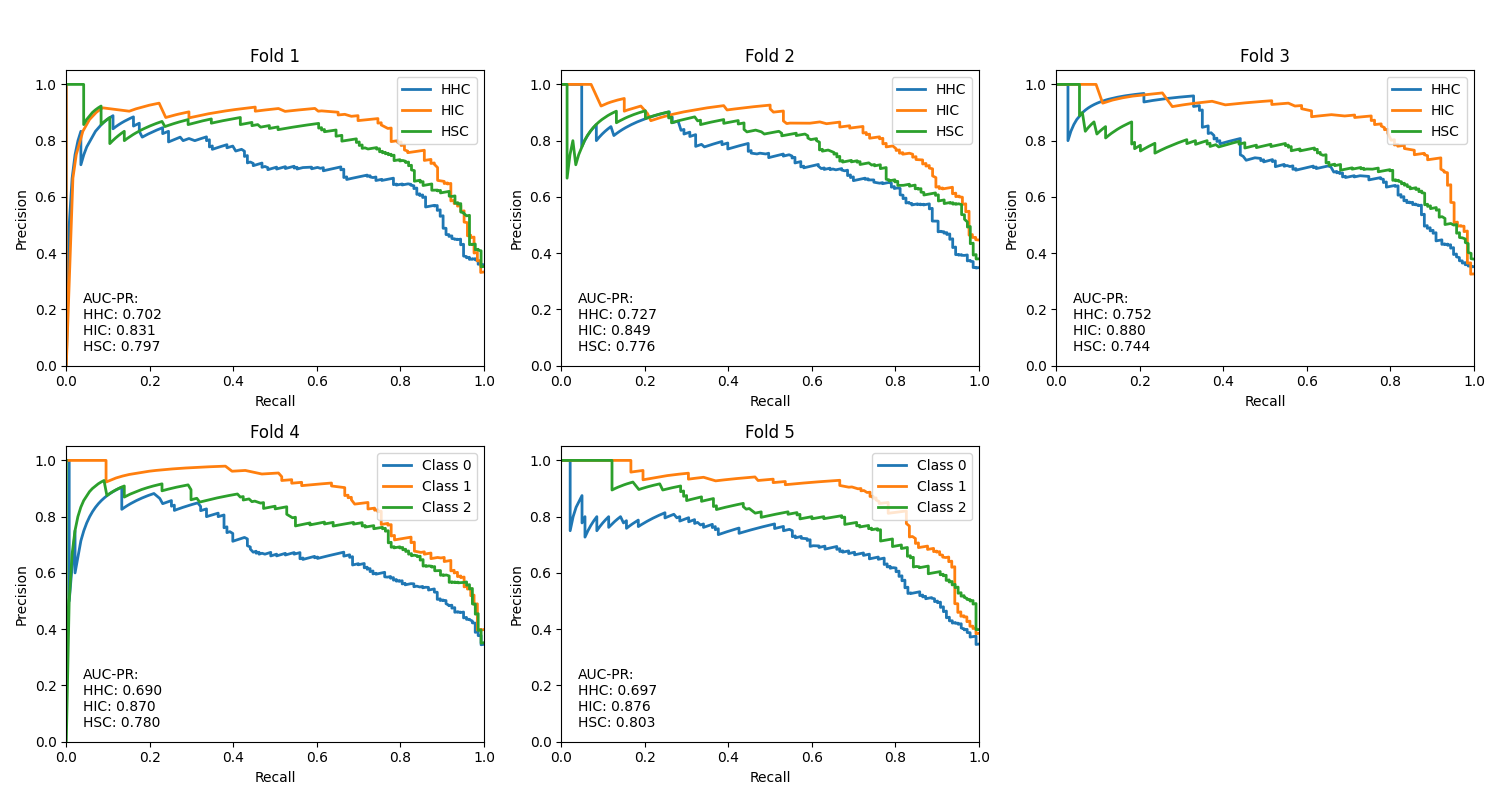 Fold 1
1.0
0.8
0.6
0.4
0.2
0.0
Precision
HHC
HIC
HSC
AUC-PR:
HHC: 0.702
HIC: 0.831
HSC: 0.797
0.0 0.2 0.4 0.6 0.8 1.0
Recall
Fold 2
1.0
0.8
0.6
0.4
0.2
0.0
Precision
HHC
HIC
HSC
AUC-PR:
HHC: 0.727
HIC: 0.849
HSC: 0.776
0.0 0.2 0.4 0.6 0.8 1.0
Recall
Fold 3
1.0
0.8
0.6
0.4
0.2
0.0
Precision
HHC
HIC
HSC
AUC-PR:
HHC: 0.752
HIC: 0.880
HSC: 0.744
0.0 0.2 0.4 0.6 0.8 1.0
Recall
Fold 4
1.0
0.8
0.6
0.4
0.2
0.0
Precision
Class 0
Class 1
Class 2
AUC-PR:
HHC: 0.690
HIC: 0.870
HSC: 0.780
0.0 0.2 0.4 0.6 0.8 1.0
Recall
Fold 5
1.0
0.8
0.6
0.4
0.2
0.0
Precision
Class 0
Class 1
Class 2
AUC-PR:
HHC: 0.697
HIC: 0.876
HSC: 0.803
0.0 0.2 0.4 0.6 0.8 1.0
Recall